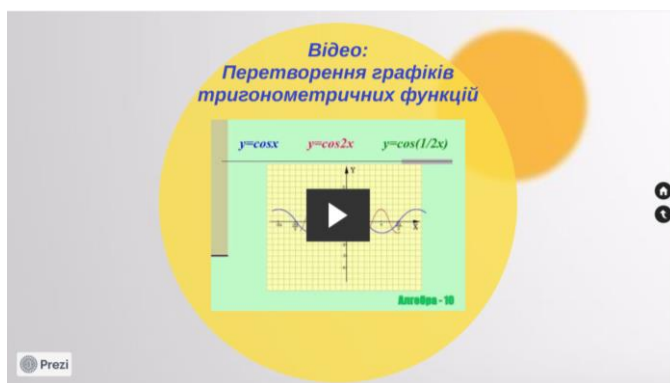 Відео:
Перетворення графіків
тригонометричних функцій
y=cosx y=cos2x y=cos(1/2x)
Y
X
Алгебра - 10
Prezi